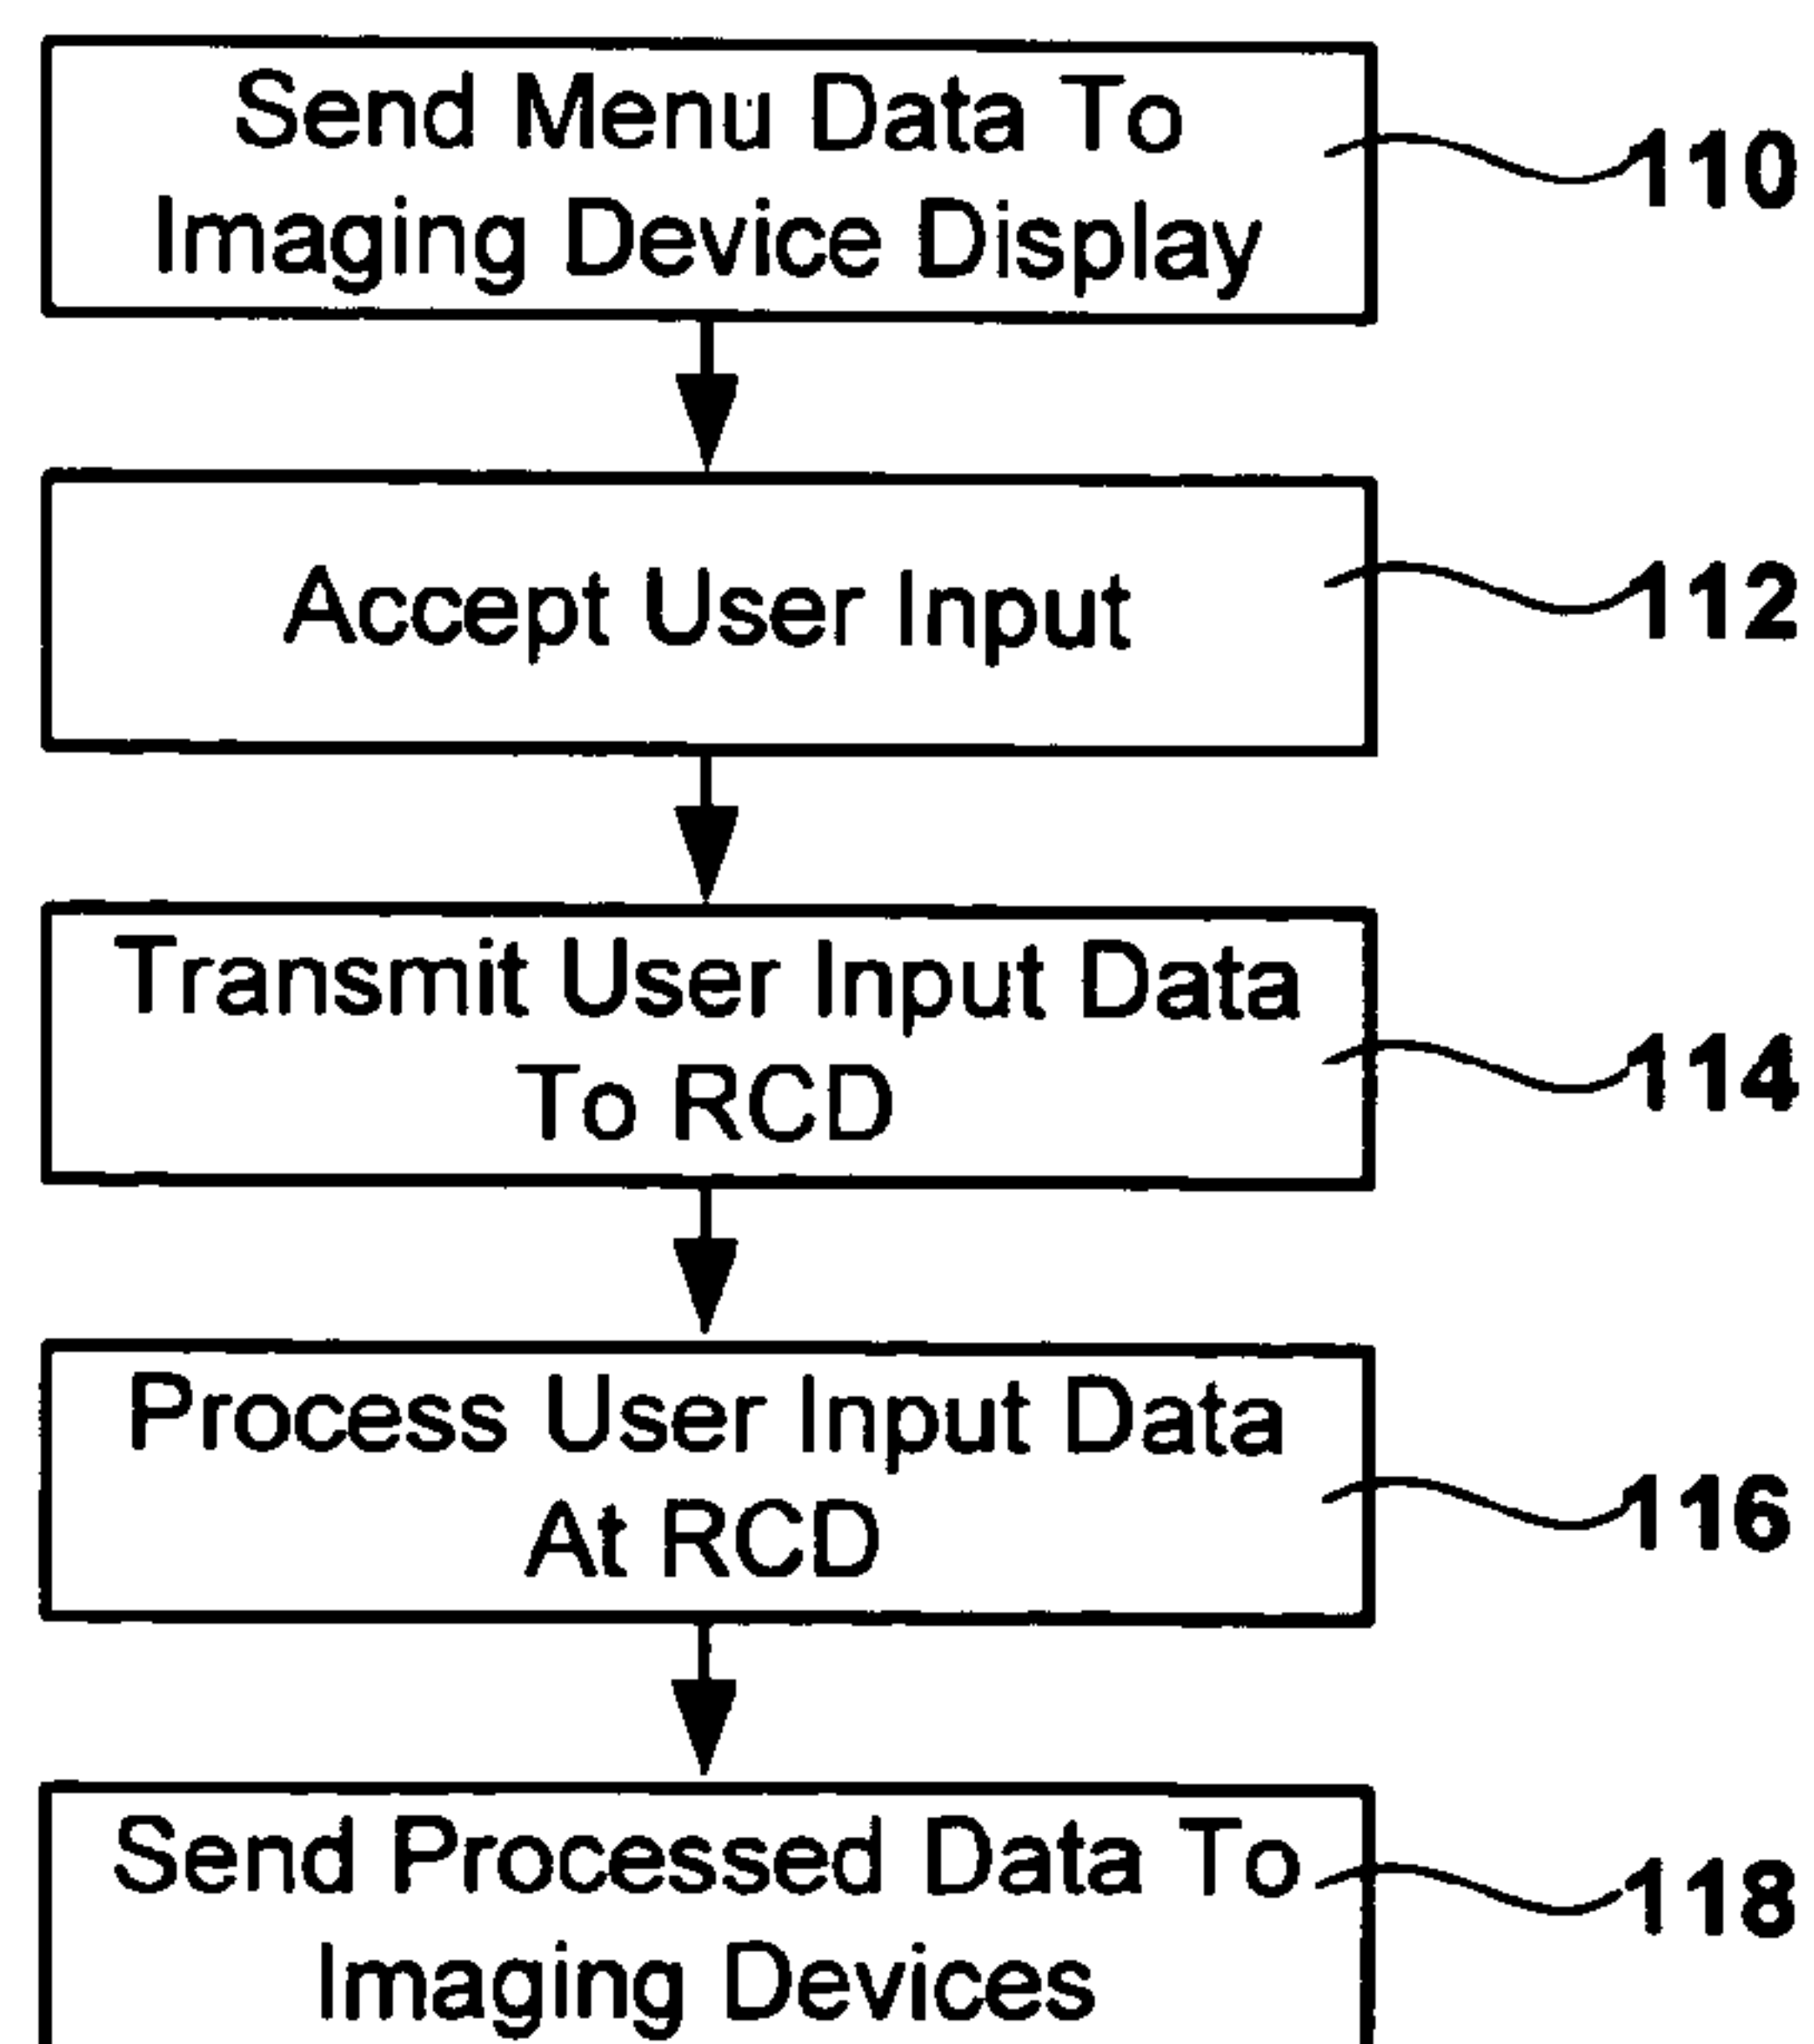 Send Menu Data To
Imaging Device Display
110
Accept User Input
112
Transmit User Input Data
To RCD
114
Process User Input Data
At RCD
116
Send Processed Data To
Imaging Devices
118